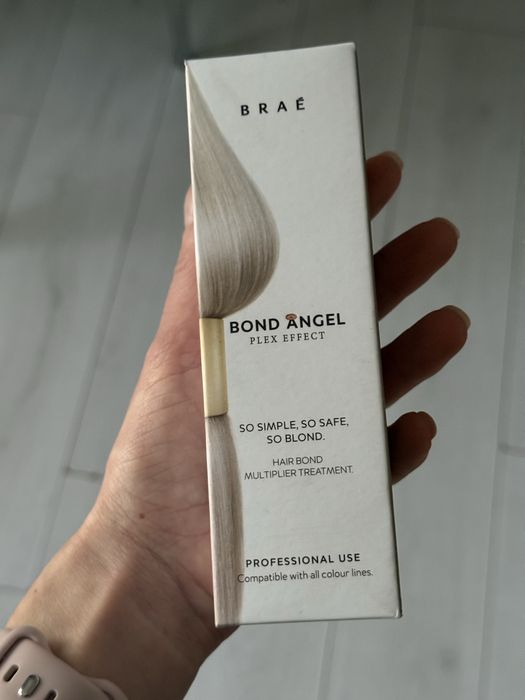 BRAÉ
BOND ANGEL
PLEX EFFECT
SO SIMPLE, SO SAFE,
SO BLOND.
HAIR BOND
MULTIPLIER TREATMENT.
PROFESSIONAL USE
Compatible with all colour lines.